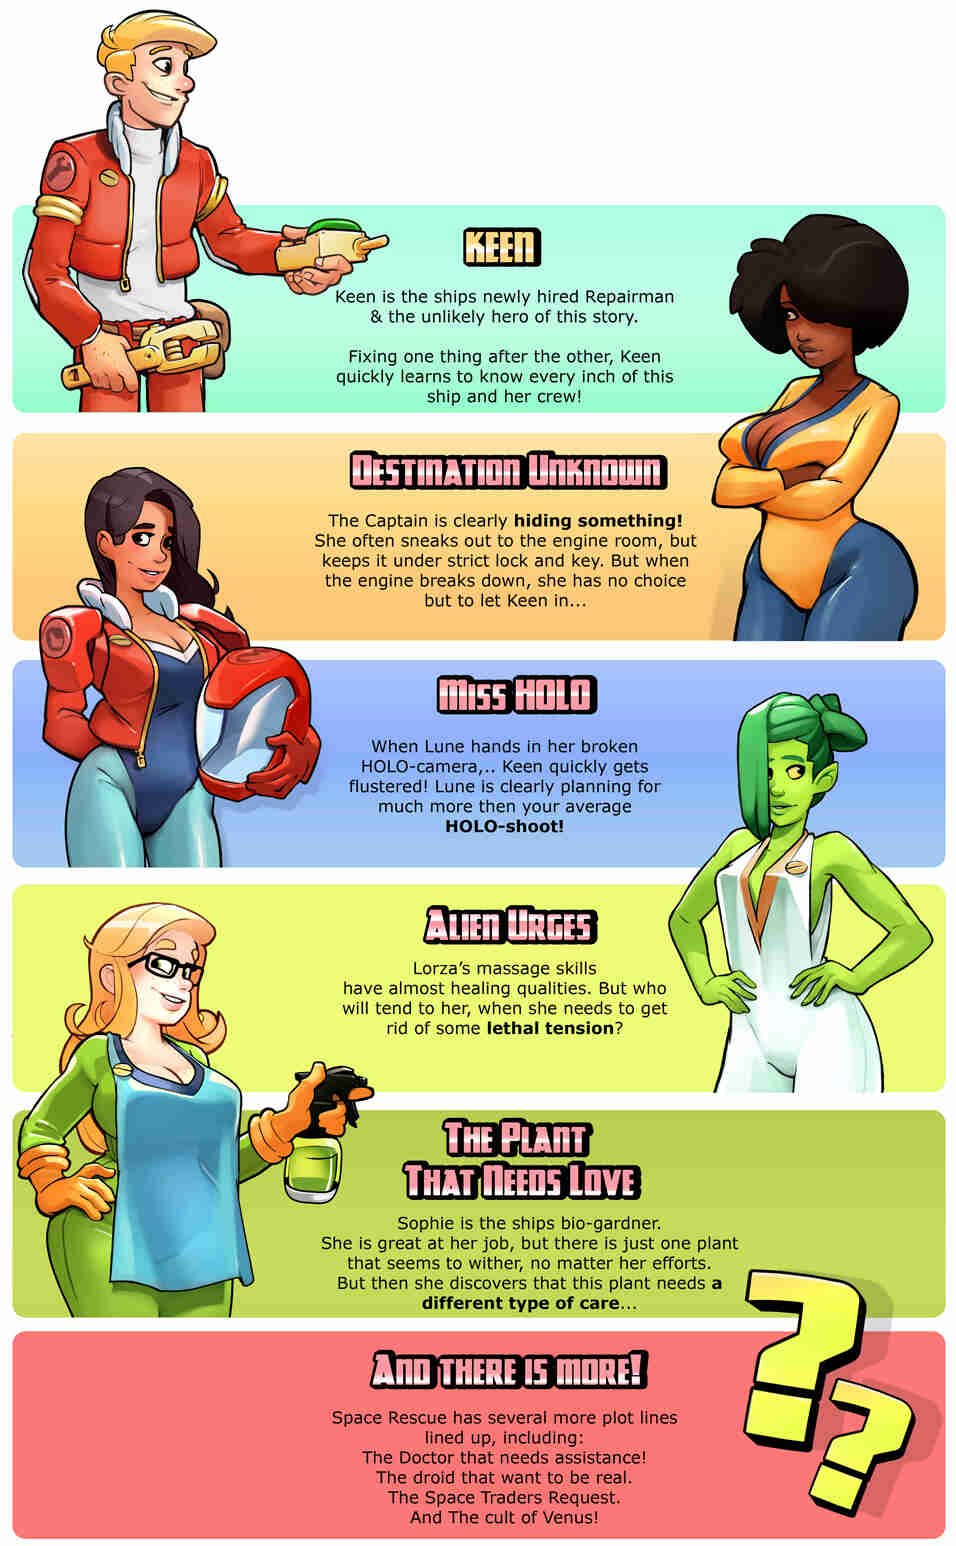 KEEN
Keen is the ships newly hired Repairman
& the unlikely hero of this story.
Fixing one thing after the other, Keen
quickly learns to know every inch of this
ship and her crew!
DESTINATION UNKNOWN
The Captain is clearly hiding something!
She often sneaks out to the engine room, but
keeps it under strict lock and key. But when
the engine breaks down, she has no choice
but to let Keen in...
MISS HOLO
When Lune hands in her broken
HOLO-camera,.. Keen quickly gets
flustered! Lune is clearly planning for
much more then your average
HOLO-shoot!
ALIEN URGES
Lorza's massage skills
have almost healing qualities. But who
will tend to her, when she needs to get
rid of some lethal tension?
THE PLANT
THAT NEEDS LOVE
Sophie is the ships bio-gardner.
She is great at her job, but there is just one plant
that seems to wither, no matter her efforts.
But then she discovers that this plant needs a
different type of care...
AND THERE IS MORE!
Space Rescue has several more plot lines
lined up, including:
The Doctor that needs assistance!
The droid that want to be real.
The Space Traders Request.
And The cult of Venus!
??